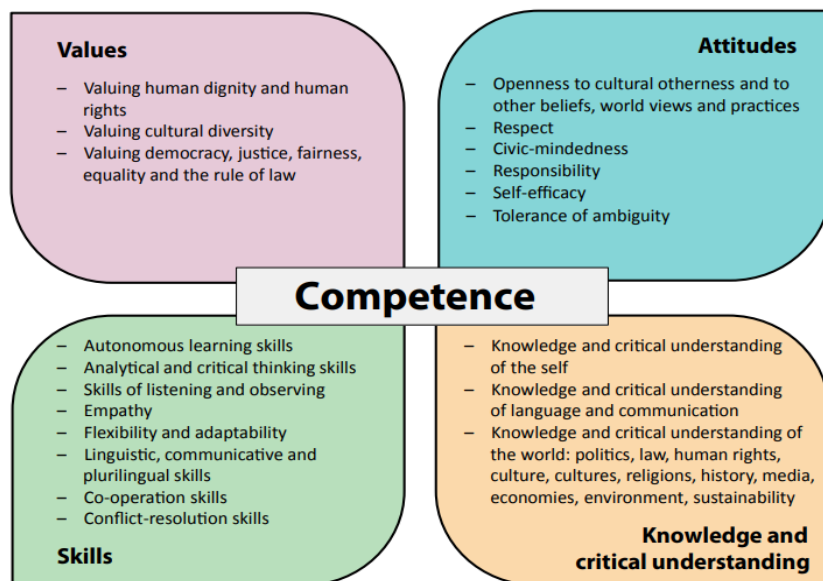 Values
– Valuing human dignity and human
rights
– Valuing cultural diversity
– Valuing democracy, justice, fairness,
equality and the rule of law
Attitudes
– Openness to cultural otherness and to
other beliefs, world views and practices
– Respect
– Civic-mindedness
– Responsibility
– Self-efficacy
– Tolerance of ambiguity
Competence
– Autonomous learning skills
– Analytical and critical thinking skills
– Skills of listening and observing
– Empathy
– Flexibility and adaptability
– Linguistic, communicative and
plurilingual skills
– Co-operation skills
– Conflict-resolution skills
Skills
– Knowledge and critical understanding
of the self
– Knowledge and critical understanding
of language and communication
– Knowledge and critical understanding of
the world: politics, law, human rights,
culture, cultures, religions, history, media,
economies, environment, sustainability
Knowledge and
critical understanding